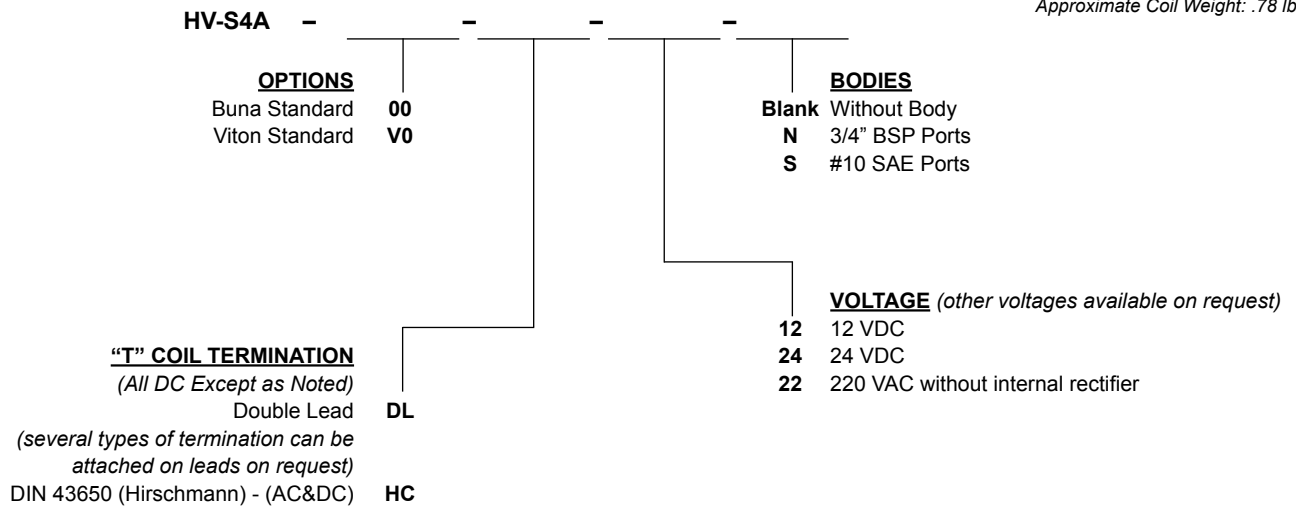 Approximate Coil Weight: .78 lb
HV-S4A – – – –
OPTIONS
Buna Standard 00
Viton Standard V0
BODIES
Blank Without Body
N 3/4” BSP Ports
S #10 SAE Ports
VOLTAGE (other voltages available on request)
12 12 VDC
24 24 VDC
22 220 VAC without internal rectifier
“T” COIL TERMINATION
(All DC Except as Noted)
Double Lead DL
(several types of termination can be
attached on leads on request)
DIN 43650 (Hirschmann) - (AC&DC) HC